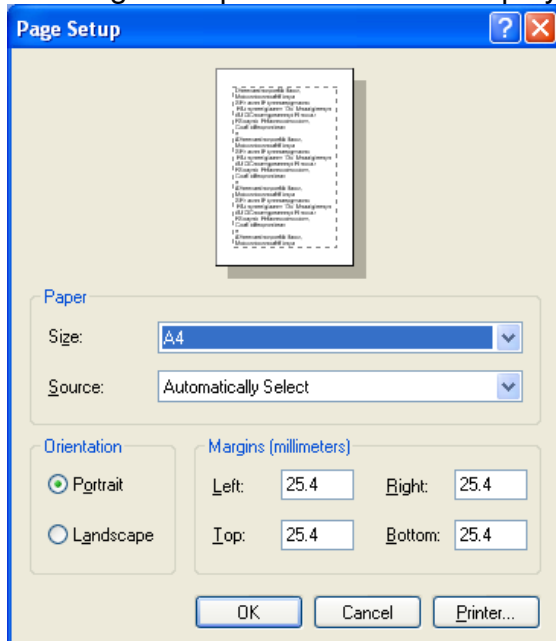 Page Setup
Paper
Size: A4
Source: Automatically Select
Orientation
Portrait
Landscape
Margins (millimeters)
Left: 25.4 Right: 25.4
Top: 25.4 Bottom: 25.4
OK Cancel Printer...